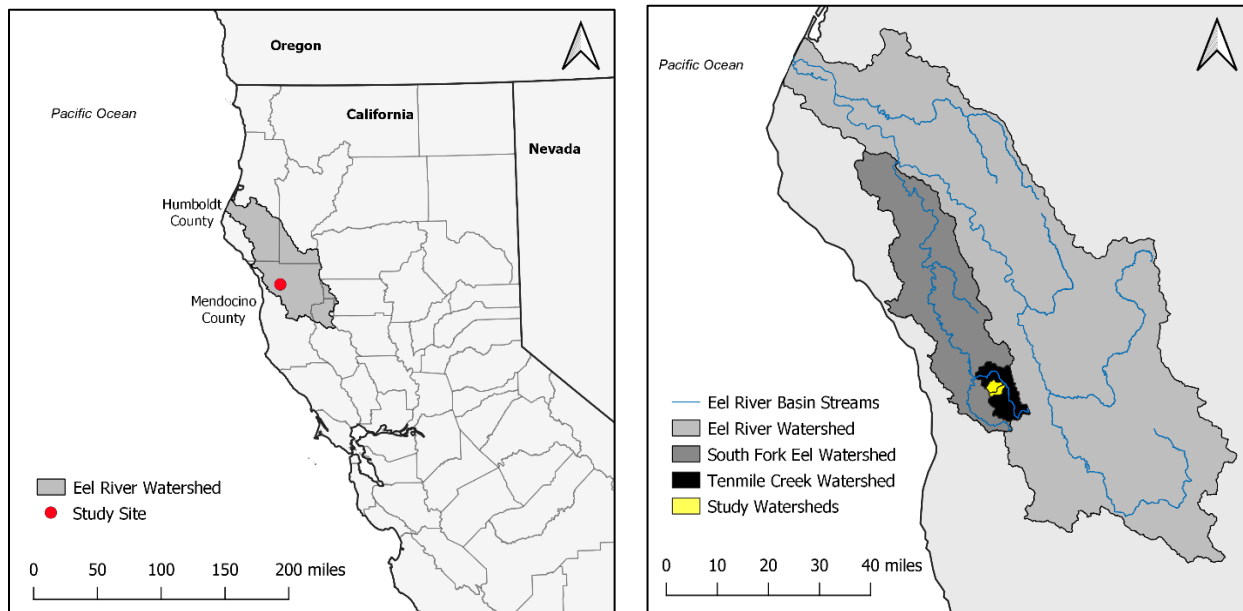 Oregon
Pacific Ocean
California
Nevada
Humboldt
County
Mendocino
County
Eel River Watershed
Study Site
0 50 100 150 200 miles
Pacific Ocean
Eel River Basin Streams
Eel River Watershed
South Fork Eel Watershed
Tenmile Creek Watershed
Study Watersheds
0 10 20 30 40 miles